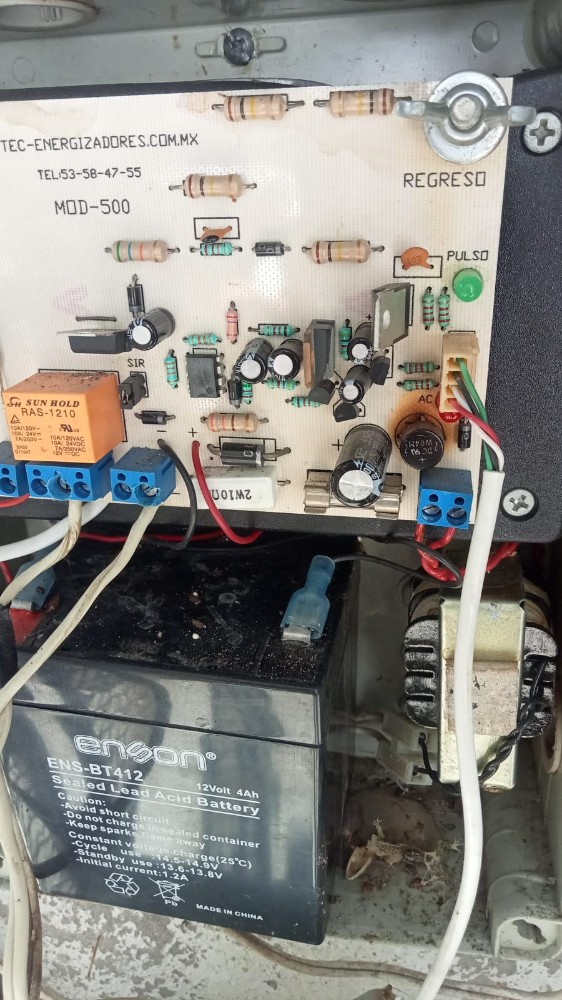 TEC-ENERGIZADORES.COM.MX
TEL:53-58-47-55
MOD-500
REGRESO
103
PULSO
SIR
AC
SUN HOLD
RAS-1210
10A/120V~
10A/ 24V⎓
7A/250V~
10A/120VAC
10A/ 24VDC
7A/250VAC
12V⎓DC
SH02
G1104T
-
+
+
2W10Ω
DC
W04M
+
enson®
ENS-BT412
12Volt 4Ah
Sealed Lead Acid Battery
Caution:
-Avoid short circuit
-Do not charge in sealed container
-Keep sparks,flame away
Constant voltage charge(25°C)
-Cycle use :14.5-14.9V
-Standby use :13.6-13.8V
-Initial current:1.2A
Pb
MADE IN CHINA